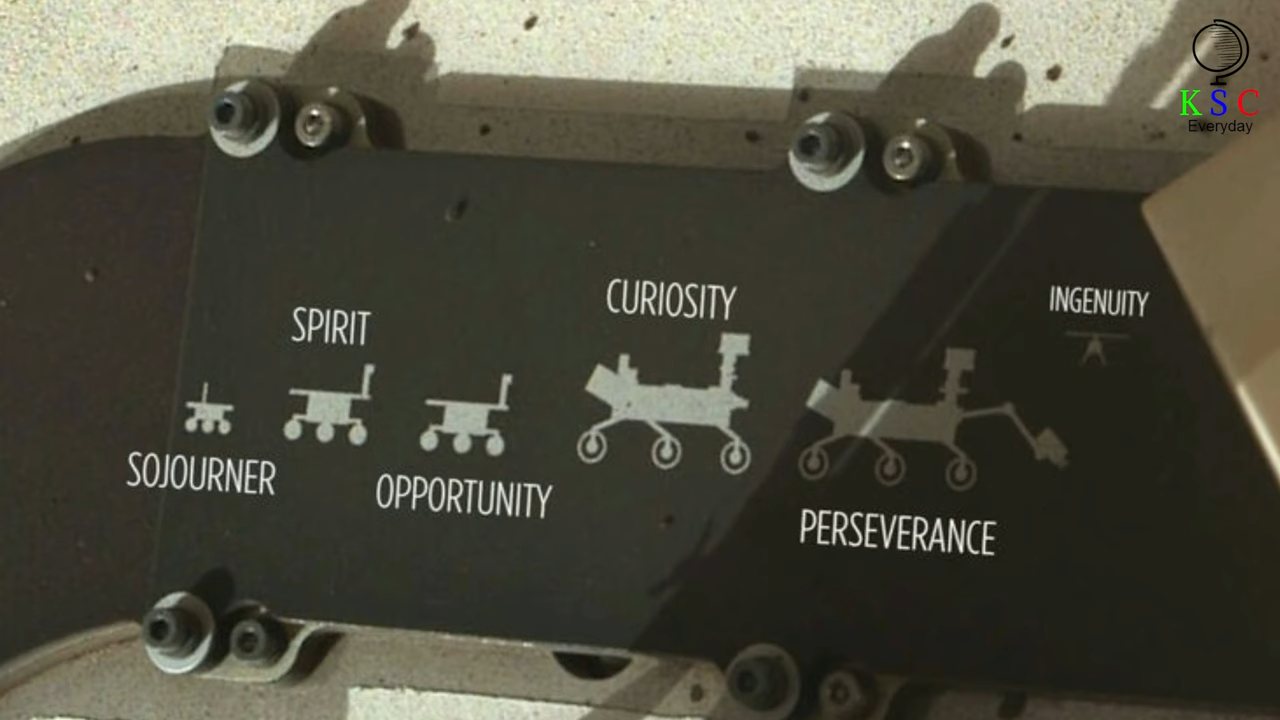 K S C
Everyday
CURIOSITY
INGENUITY
SPIRIT
SOJOURNER
OPPORTUNITY
PERSEVERANCE